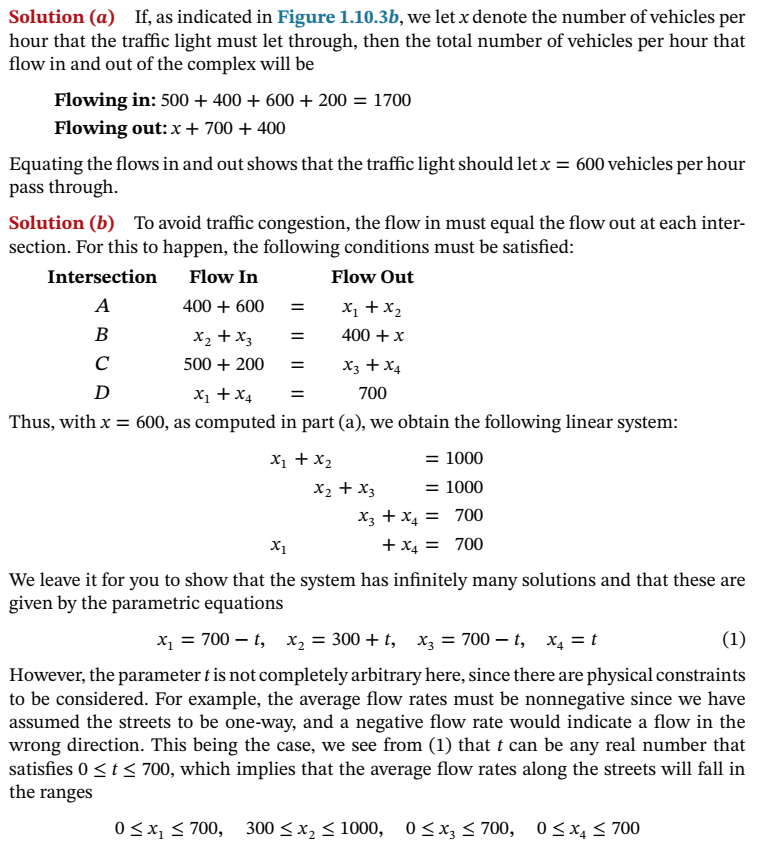 Solution (a) If, as indicated in Figure 1.10.3b, we let x denote the number of vehicles per
hour that the traffic light must let through, then the total number of vehicles per hour that
flow in and out of the complex will be
Flowing in: 500 + 400 + 600 + 200 = 1700
Flowing out: x + 700 + 400
Equating the flows in and out shows that the traffic light should let x = 600 vehicles per hour
pass through.
Solution (b) To avoid traffic congestion, the flow in must equal the flow out at each inter-
section. For this to happen, the following conditions must be satisfied:
Intersection Flow In Flow Out
A 400 + 600 = x₁ + x₂
B x₂ + x₃ = 400 + x
C 500 + 200 = x₃ + x₄
D x₁ + x₄ = 700
Thus, with x = 600, as computed in part (a), we obtain the following linear system:
x₁ + x₂ = 1000
x₂ + x₃ = 1000
x₃ + x₄ = 700
x₁ + x₄ = 700
We leave it for you to show that the system has infinitely many solutions and that these are
given by the parametric equations
x₁ = 700 − t, x₂ = 300 + t, x₃ = 700 − t, x₄ = t (1)
However, the parameter t is not completely arbitrary here, since there are physical constraints
to be considered. For example, the average flow rates must be nonnegative since we have
assumed the streets to be one-way, and a negative flow rate would indicate a flow in the
wrong direction. This being the case, we see from (1) that t can be any real number that
satisfies 0 ≤ t ≤ 700, which implies that the average flow rates along the streets will fall in
the ranges
0 ≤ x₁ ≤ 700, 300 ≤ x₂ ≤ 1000, 0 ≤ x₃ ≤ 700, 0 ≤ x₄ ≤ 700